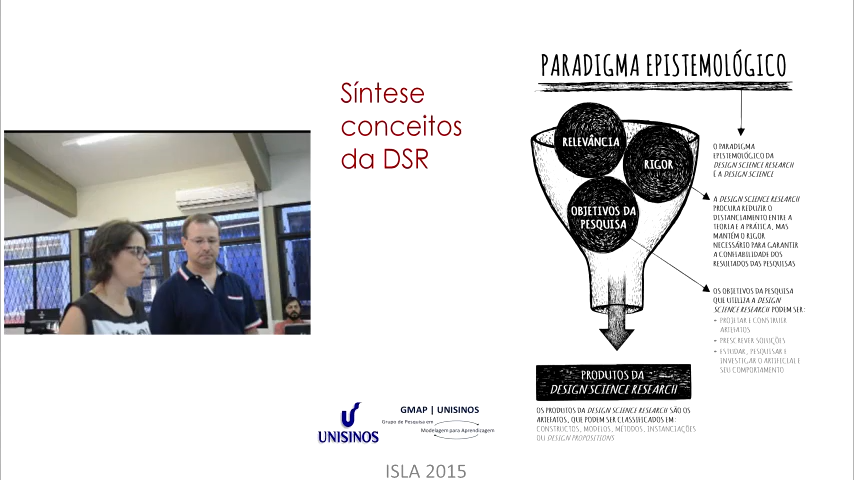 Síntese
conceitos
da DSR
PARADIGMA EPISTEMOLÓGICO
RELEVÂNCIA
RIGOR
OBJETIVOS DA
PESQUISA
O PARADIGMA
EPISTEMOLÓGICO DA
DESIGN SCIENCE RESEARCH
É A DESIGN SCIENCE
A DESIGN SCIENCE RESEARCH
PROCURA REDUZIR O
DISTANCIAMENTO ENTRE A
TEORIA E A PRÁTICA, MAS
MANTÉM O RIGOR
NECESSÁRIO PARA GARANTIR
A CONFIABILIDADE DOS
RESULTADOS DAS PESQUISAS
OS OBJETIVOS DA PESQUISA
QUE UTILIZA A DESIGN
SCIENCE RESEARCH PODEM SER:
- PROJETAR E CONSTRUIR
ARTEFATOS
- PRESCREVER SOLUÇÕES
- ESTUDAR, PESQUISAR E
INVESTIGAR O ARTIFICIAL E
SEU COMPORTAMENTO
PRODUTOS DA
DESIGN SCIENCE RESEARCH
OS PRODUTOS DA DESIGN SCIENCE RESEARCH SÃO OS
ARTEFATOS, QUE PODEM SER CLASSIFICADOS EM:
CONSTRUCTOS, MODELOS, MÉTODOS, INSTANCIAÇÕES
OU DESIGN PROPOSITIONS
UNISINOS
GMAP | UNISINOS
Grupo de Pesquisa em
Modelagem para Aprendizagem
ISLA 2015